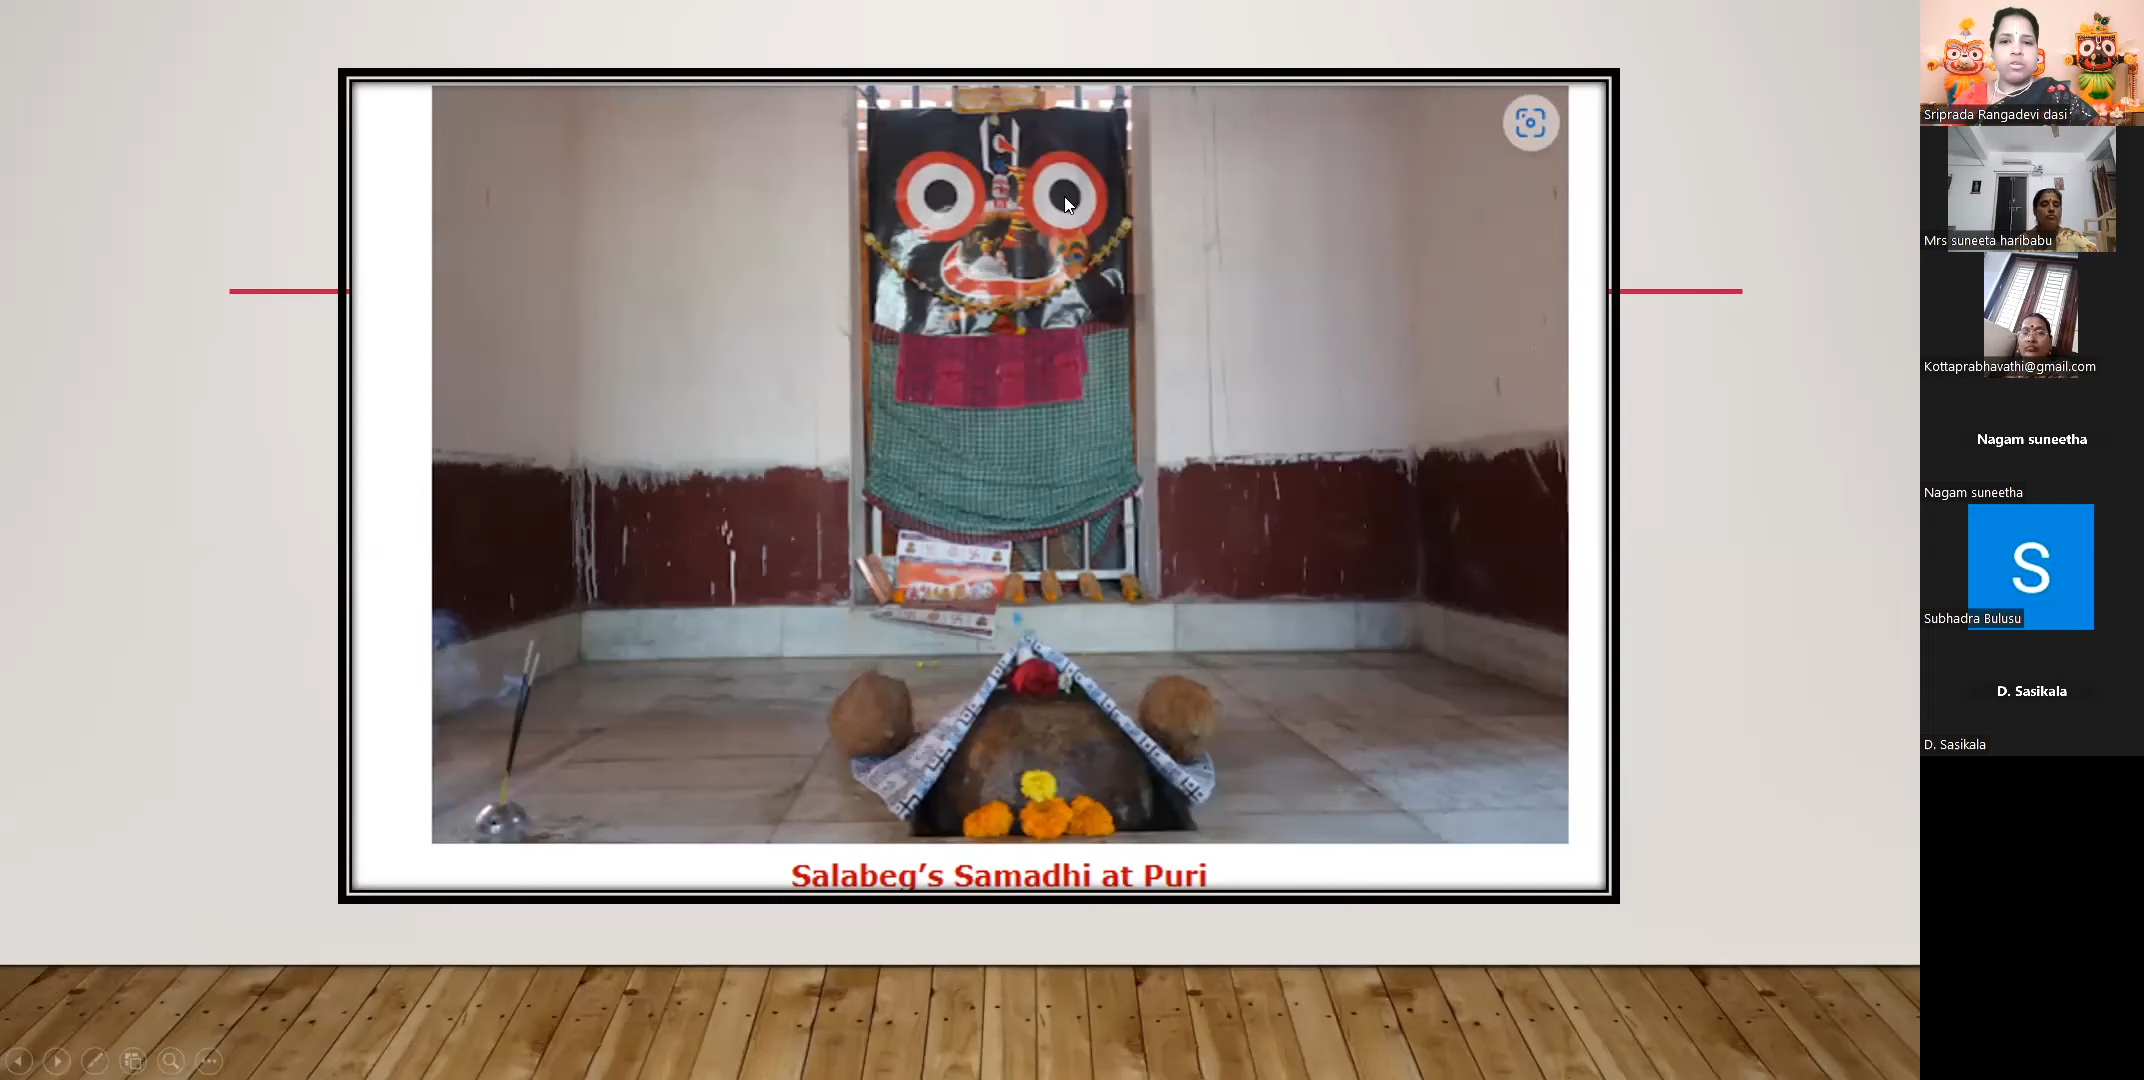 Salabeg’s Samadhi at Puri
Sriprada Rangadevi dasi
Mrs suneeta haribabu
Kottaprabhavathi@gmail.com
Nagam suneetha
Nagam suneetha
S
Subhadra Bulusu
D. Sasikala
D. Sasikala